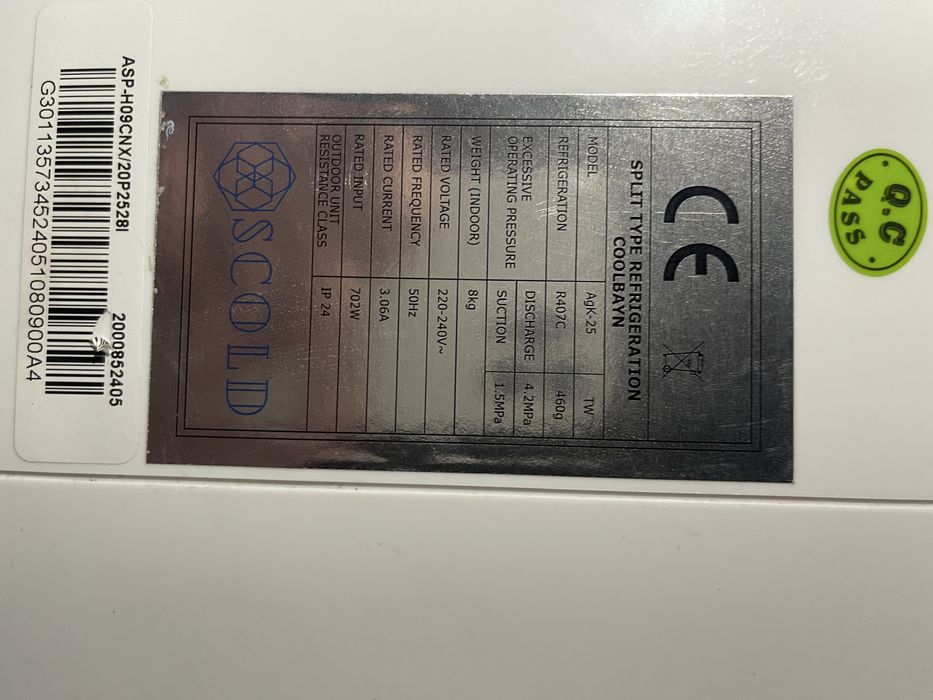 CE
SPLIT TYPE REFRIGERATION
COOLBAYN
MODEL AgK-25 TW
REFRIGERATION R407C 460g
EXCESSIVE OPERATING PRESSURE DISCHARGE 4.2MPa
SUCTION 1.5MPa
WEIGHT (INDOOR) 8kg
RATED VOLTAGE 220-240V~
RATED FREQUENCY 50Hz
RATED CURRENT 3.06A
RATED INPUT 702W
OUTDOOR UNIT RESISTANCE CLASS IP 24
SCOLD
ASP-H09CNX/20P2528I 2000852405
G301135734524051080900A4
Q.C
PASS